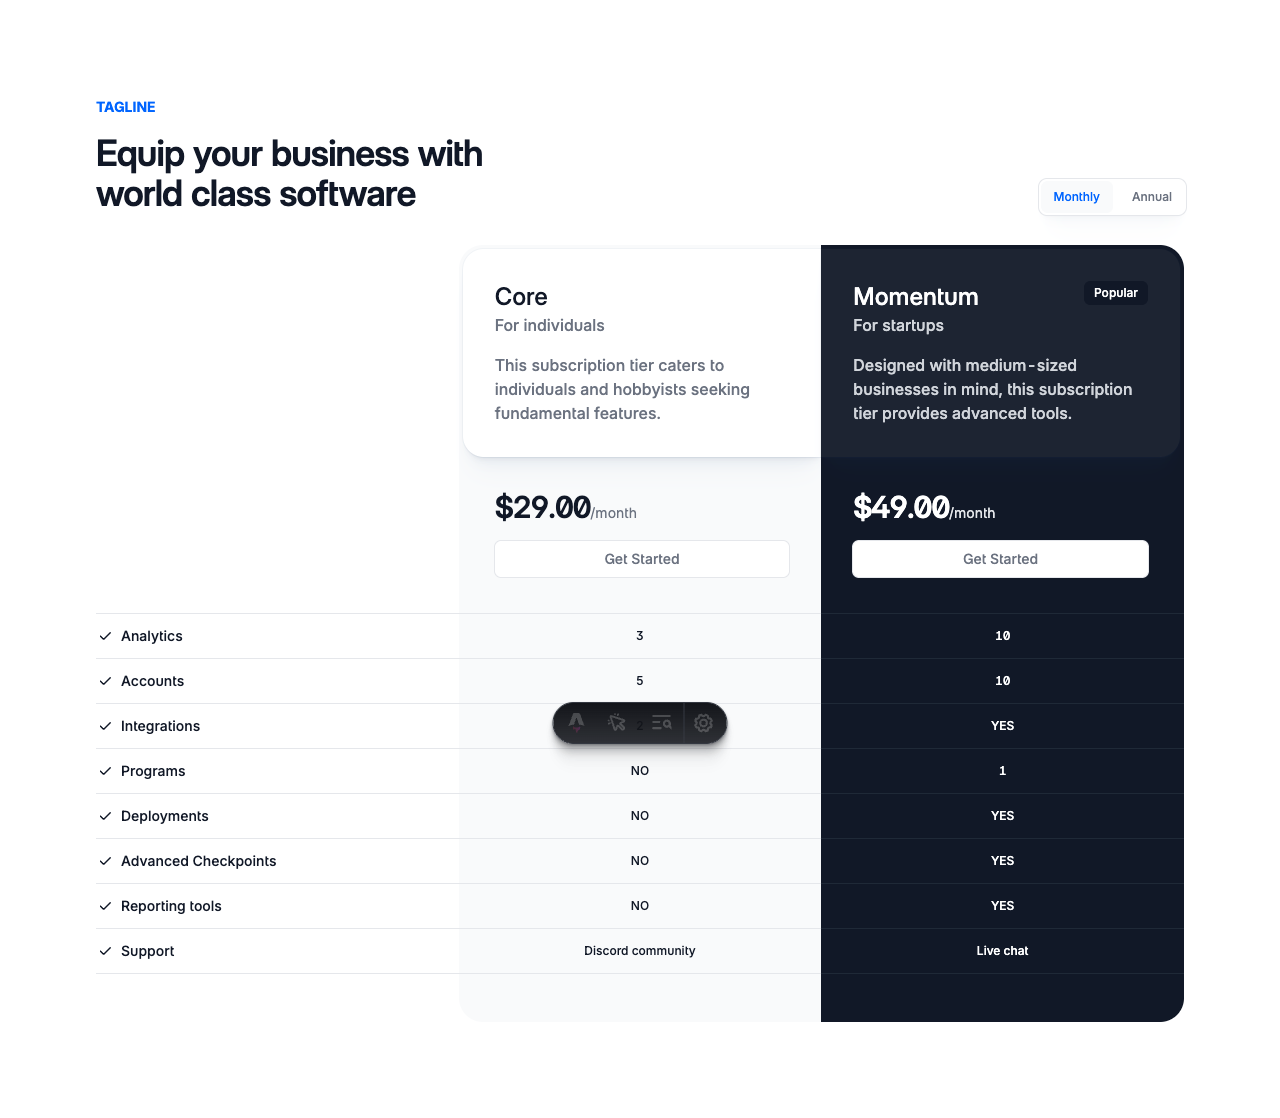 TAGLINE
Equip your business with
world class software
Monthly Annual
Core
For individuals
This subscription tier caters to
individuals and hobbyists seeking
fundamental features.
Momentum
Popular
For startups
Designed with medium-sized
businesses in mind, this subscription
tier provides advanced tools.
$29.00/month
Get Started
$49.00/month
Get Started
Analytics 3 10
Accounts 5 10
Integrations 2 YES
Programs NO 1
Deployments NO YES
Advanced Checkpoints NO YES
Reporting tools NO YES
Support Discord community Live chat